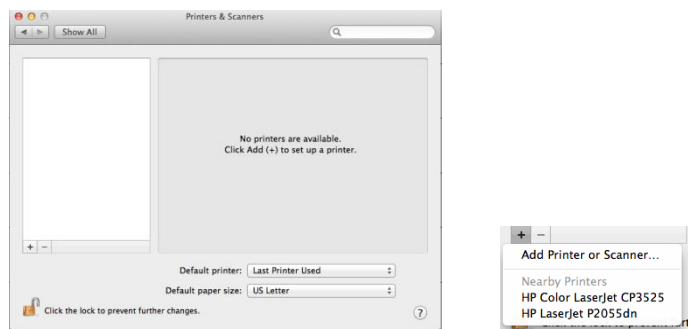 Printers & Scanners
Show All
No printers are available.
Click Add (+) to set up a printer.
+ −
Default printer: Last Printer Used
Default paper size: US Letter
Click the lock to prevent further changes.
?
+ −
Add Printer or Scanner...
Nearby Printers
HP Color LaserJet CP3525
HP LaserJet P2055dn